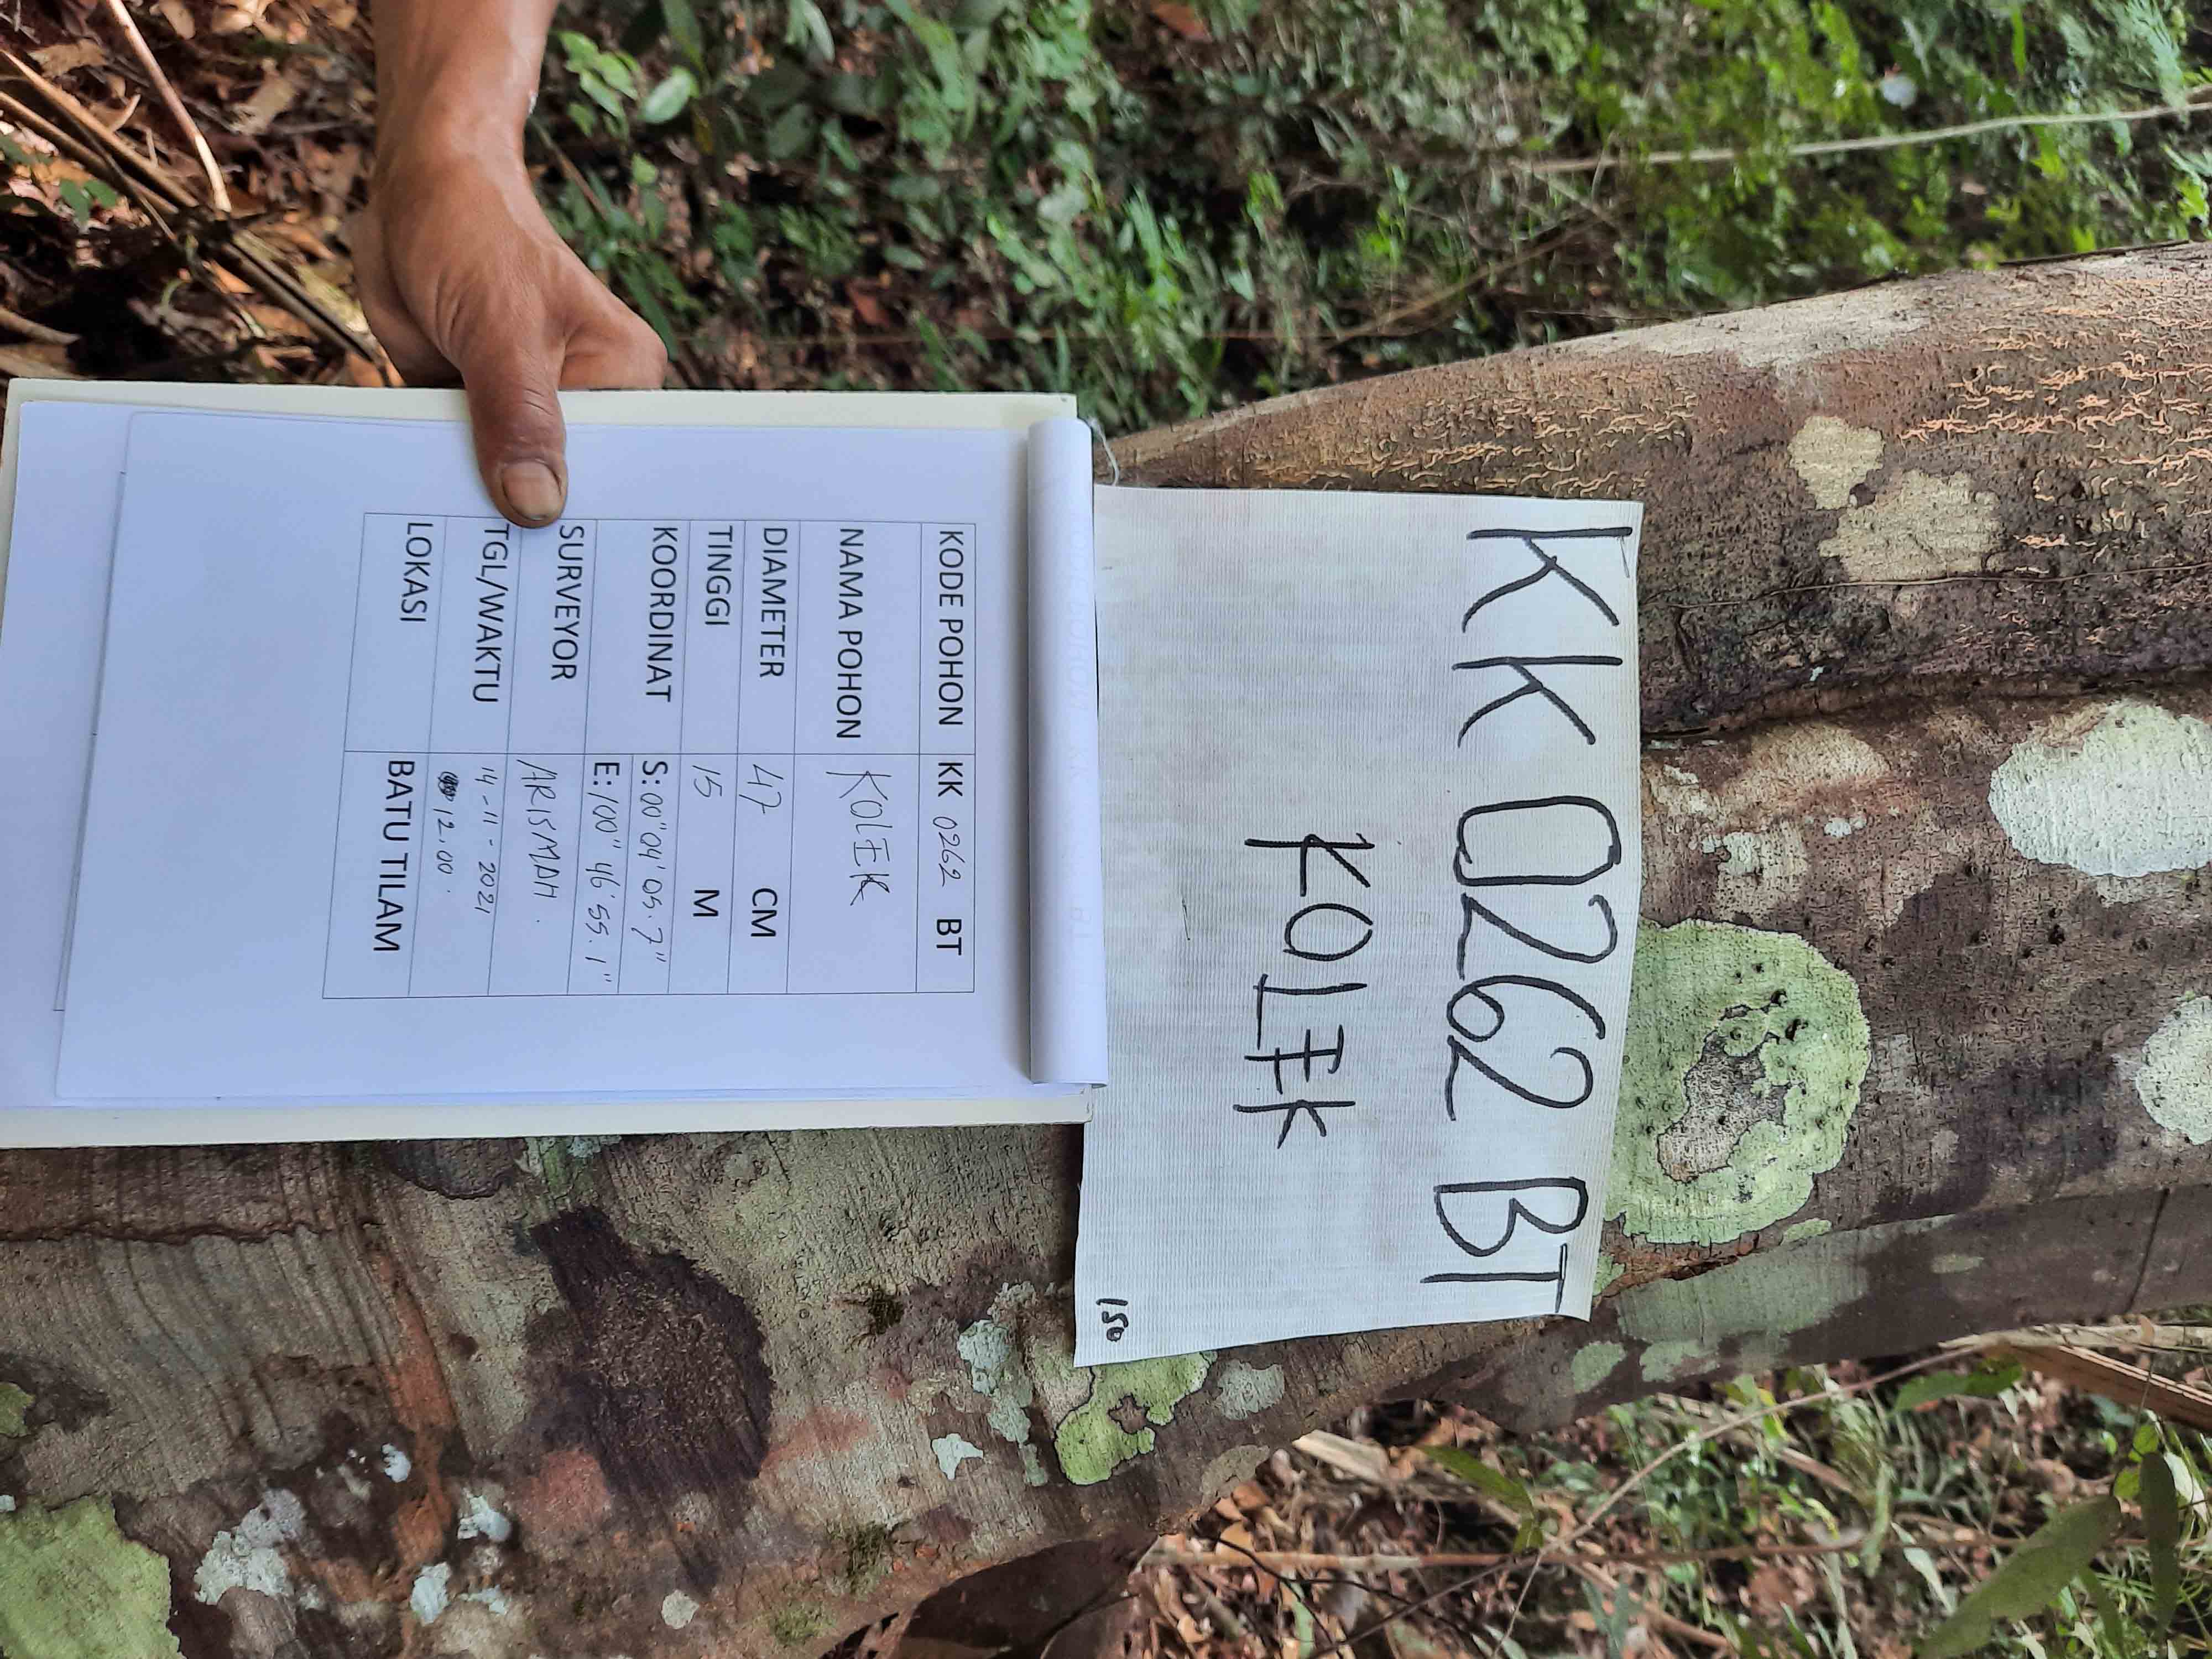 KK 0262 BT
KOLEK
150
KODE POHON KK 0262 BT
NAMA POHON KOLEK
DIAMETER 47 CM
TINGGI 15 M
KOORDINAT S: 00" 04' 05.7"
E: 100" 46' 55.1"
SURVEYOR ARISMAN.
TGL/WAKTU 14-11-2021
12.00.
LOKASI BATU TILAM